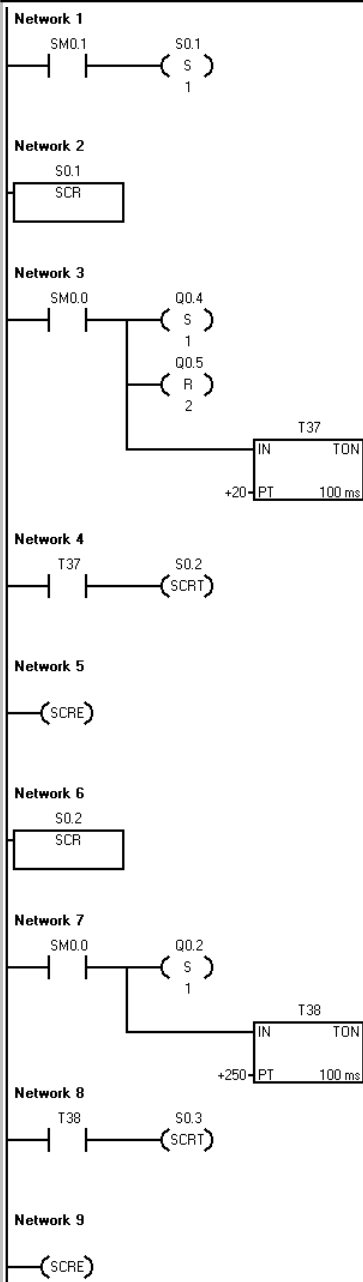 Network 1
SM0.1 S0.1
S
1
Network 2
S0.1
SCR
Network 3
SM0.0 Q0.4
S
1
Q0.5
R
2
T37
IN TON
+20 PT 100 ms
Network 4
T37 S0.2
SCRT
Network 5
SCRE
Network 6
S0.2
SCR
Network 7
SM0.0 Q0.2
S
1
T38
IN TON
+250 PT 100 ms
Network 8
T38 S0.3
SCRT
Network 9
SCRE